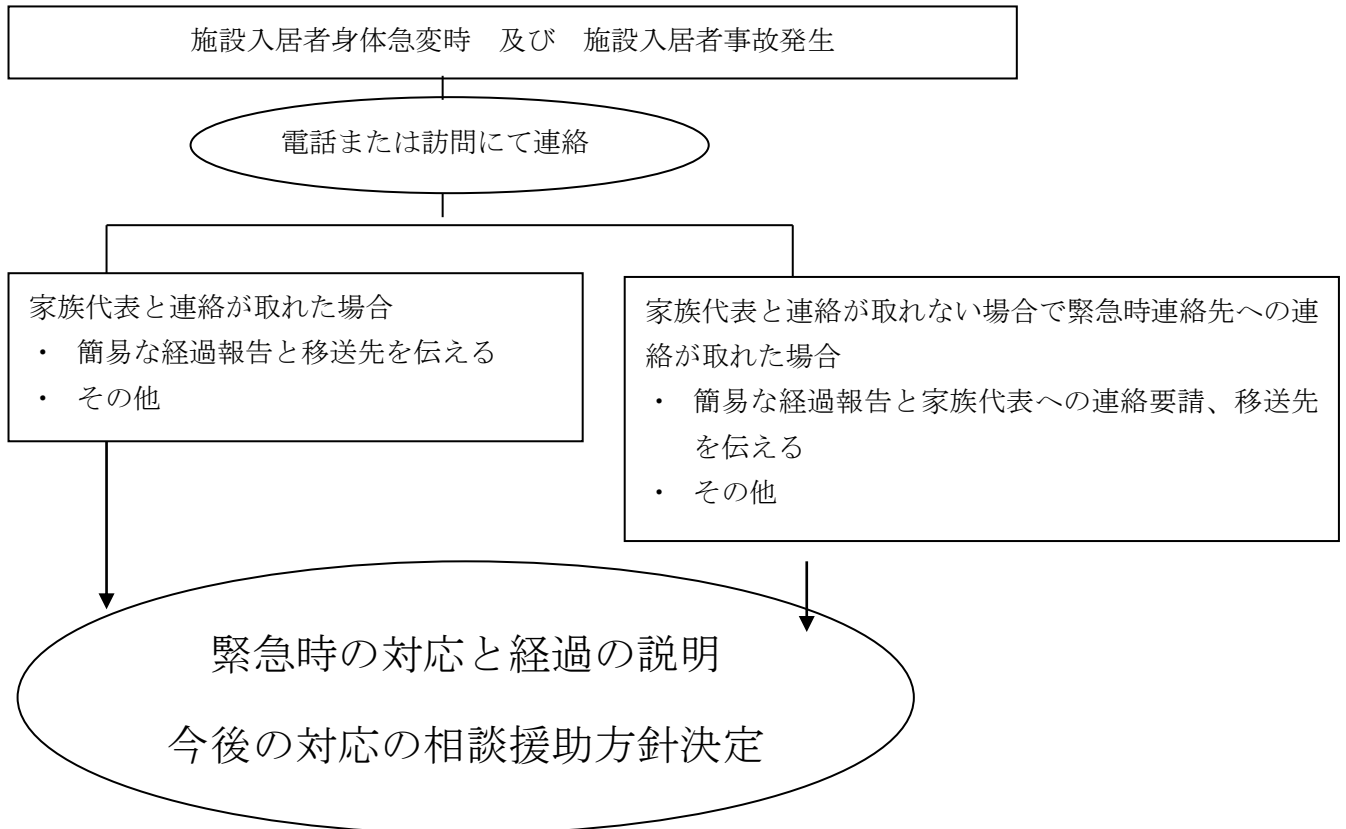 施設入居者身体急変時　及び　施設入居者事故発生
電話または訪問にて連絡
家族代表と連絡が取れた場合
・　簡易な経過報告と移送先を伝える
・　その他
家族代表と連絡が取れない場合で緊急時連絡先への連
絡が取れた場合
・　簡易な経過報告と家族代表への連絡要請、移送先
を伝える
・　その他
緊急時の対応と経過の説明
今後の対応の相談援助方針決定